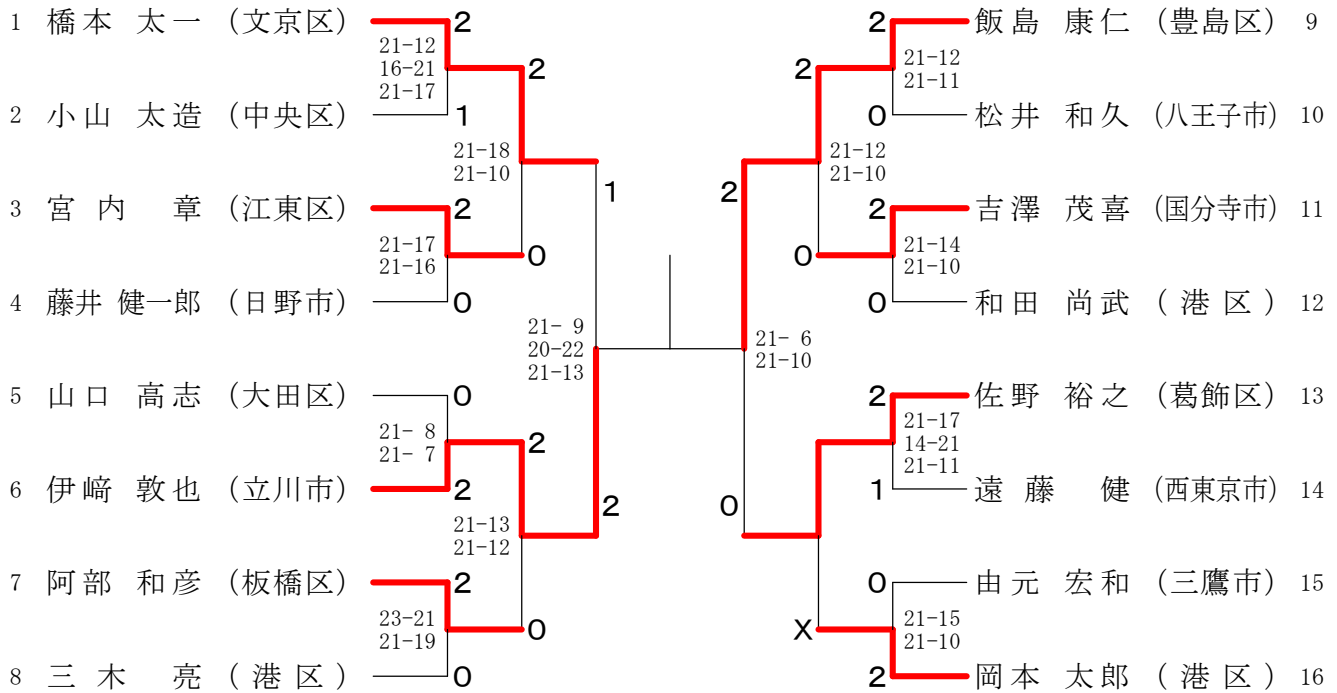 1 橋本 太一 (文京区) 2
21-12
16-21
21-17
2
2 小山 太造 (中央区) 1
21-18
21-10
1
3 宮内 章 (江東区) 2
21-17
21-16
0
4 藤井 健一郎 (日野市) 0
21- 9
20-22
21-13
5 山口 高志 (大田区) 0
21- 8
21- 7
2
6 伊﨑 敦也 (立川市) 2
2
21-13
21-12
7 阿部 和彦 (板橋区) 2
23-21
21-19
0
8 三木 亮 (港区) 0
2 飯島 康仁 (豊島区) 9
21-12
21-11
2
0 松井 和久 (八王子市) 10
21-12
21-10
2
2 吉澤 茂喜 (国分寺市) 11
21-14
21-10
0
0 和田 尚武 (港区) 12
21- 6
21-10
2 佐野 裕之 (葛飾区) 13
21-17
14-21
21-11
1 遠藤 健 (西東京市) 14
0
0 由元 宏和 (三鷹市) 15
21-15
21-10
X
2 岡本 太郎 (港区) 16